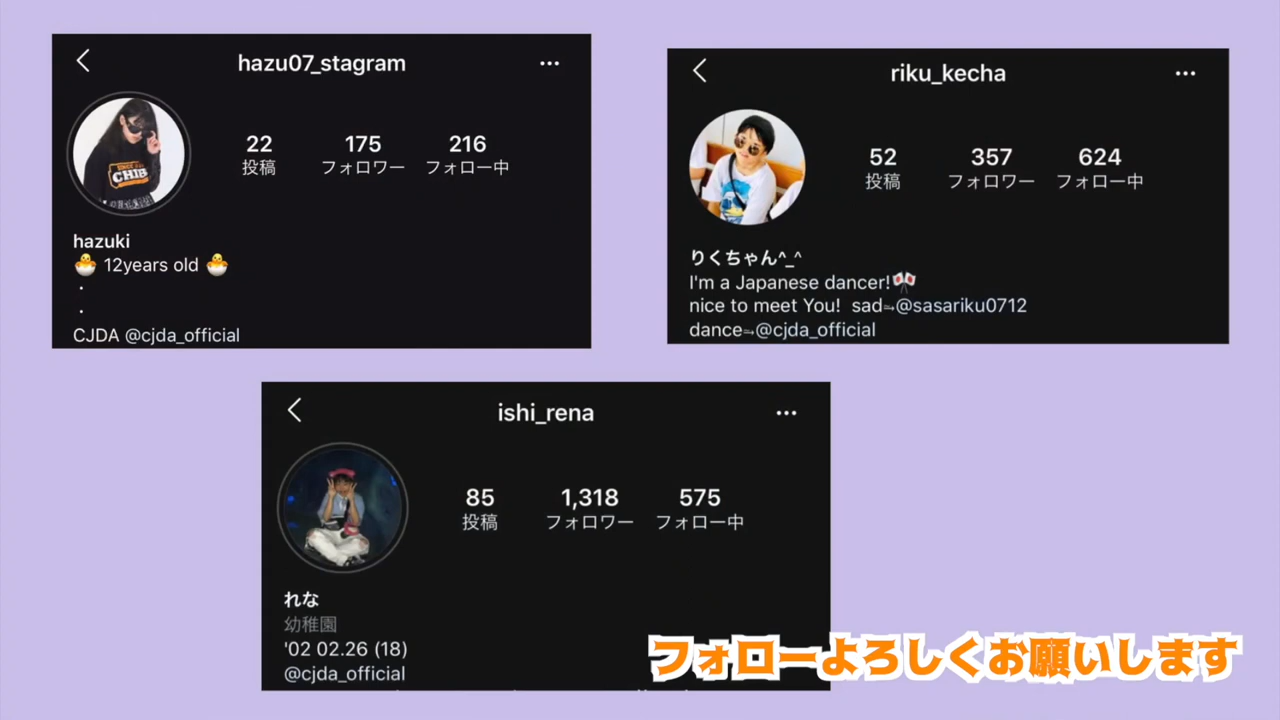 hazu07_stagram
22 175 216
投稿 フォロワー フォロー中
CHIB
hazuki
🐣 12years old 🐣
.
.
CJDA @cjda_official
riku_kecha
52 357 624
投稿 フォロワー フォロー中
りくちゃん^_^
I'm a Japanese dancer!🎌
nice to meet You! sad⇝@sasariku0712
dance⇝@cjda_official
ishi_rena
85 1,318 575
投稿 フォロワー フォロー中
れな
幼稚園
'02 02.26 (18)
@cjda_official
フォローよろしくお願いします